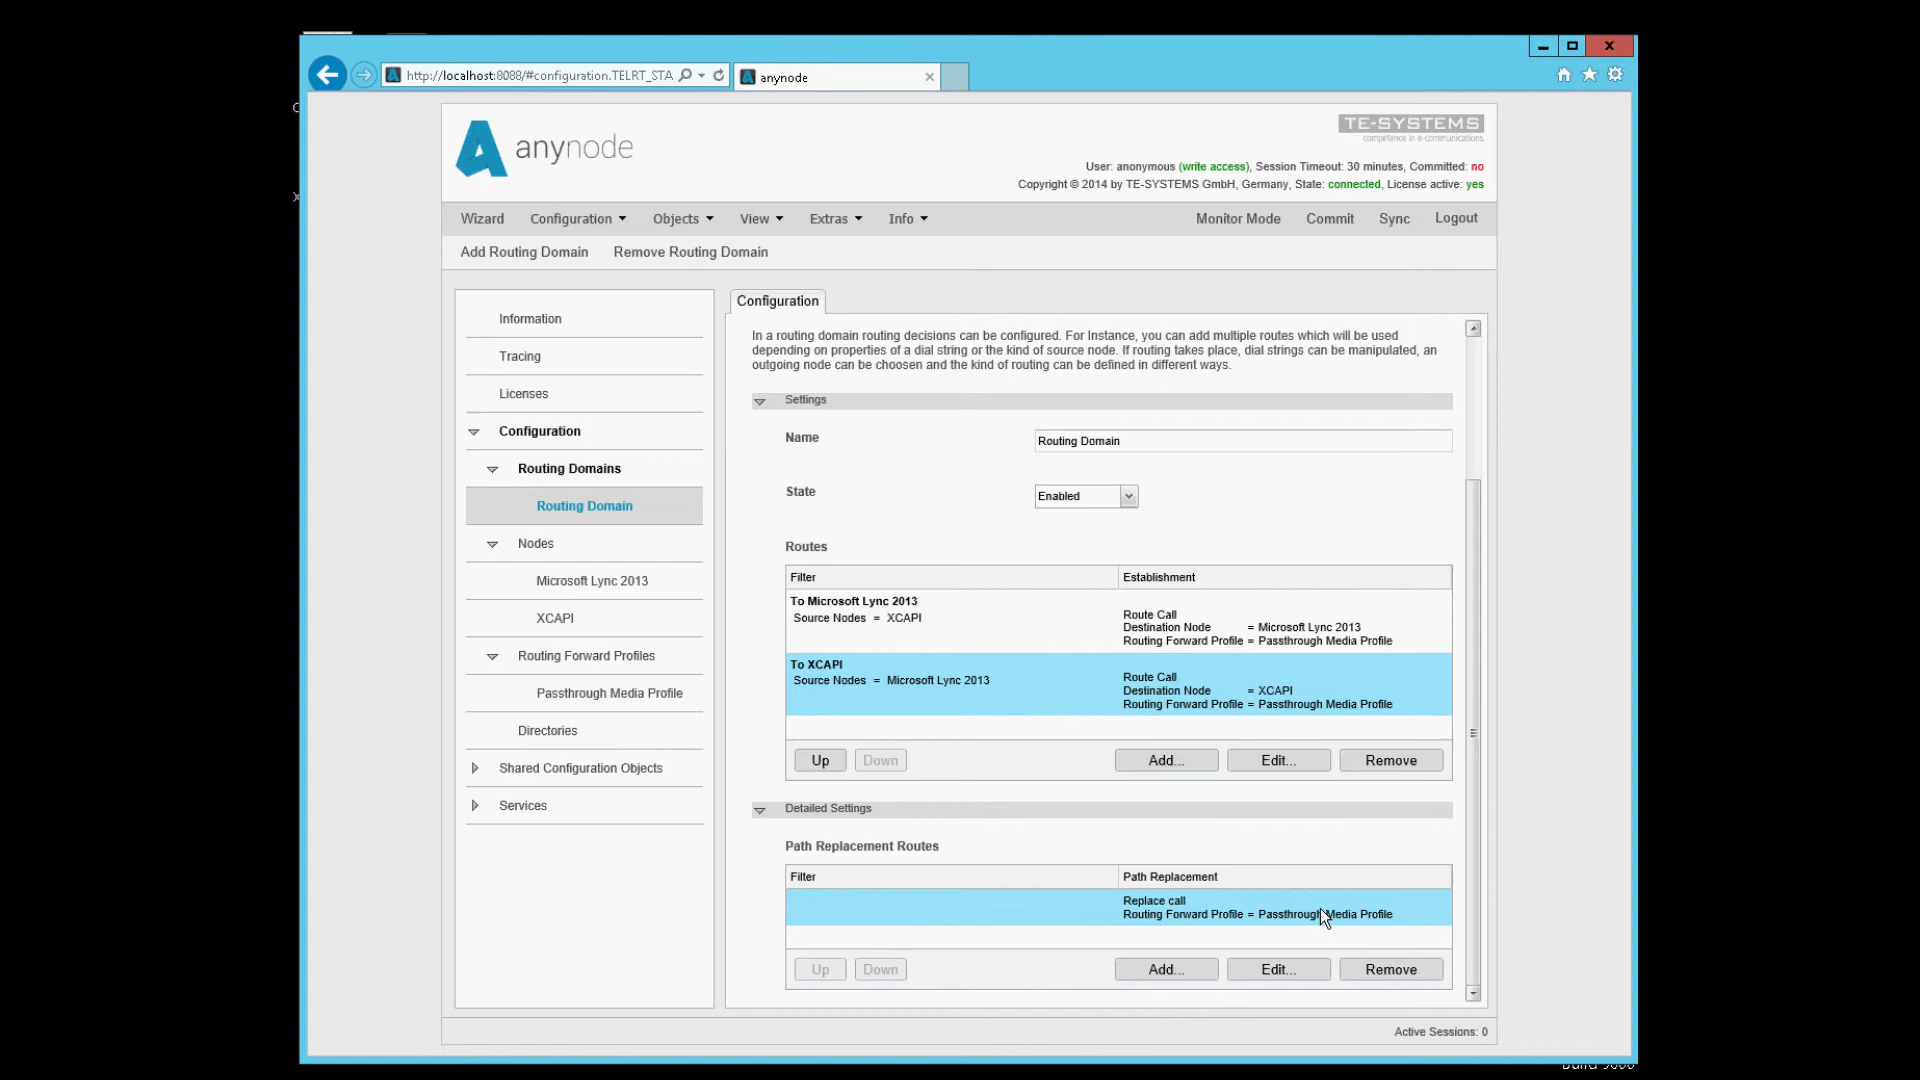 http://localhost:8088/#configuration.TELRT_STA
anynode
anynode
TE-SYSTEMS
competence in e-communications.
User: anonymous (write access), Session Timeout: 30 minutes, Committed: no
Copyright © 2014 by TE-SYSTEMS GmbH, Germany, State: connected, License active: yes
Wizard Configuration Objects View Extras Info Monitor Mode Commit Sync Logout
Add Routing Domain Remove Routing Domain
Information
Tracing
Licenses
Configuration
Routing Domains
Routing Domain
Nodes
Microsoft Lync 2013
XCAPI
Routing Forward Profiles
Passthrough Media Profile
Directories
Shared Configuration Objects
Services
Configuration
In a routing domain routing decisions can be configured. For Instance, you can add multiple routes which will be used
depending on properties of a dial string or the kind of source node. If routing takes place, dial strings can be manipulated, an
outgoing node can be choosen and the kind of routing can be defined in different ways.
Settings
Name Routing Domain
State Enabled
Routes
Filter Establishment
To Microsoft Lync 2013
Source Nodes = XCAPI
Route Call
Destination Node = Microsoft Lync 2013
Routing Forward Profile = Passthrough Media Profile
To XCAPI
Source Nodes = Microsoft Lync 2013
Route Call
Destination Node = XCAPI
Routing Forward Profile = Passthrough Media Profile
Up Down Add... Edit... Remove
Detailed Settings
Path Replacement Routes
Filter Path Replacement
Replace call
Routing Forward Profile = Passthrough Media Profile
Up Down Add... Edit... Remove
Active Sessions: 0